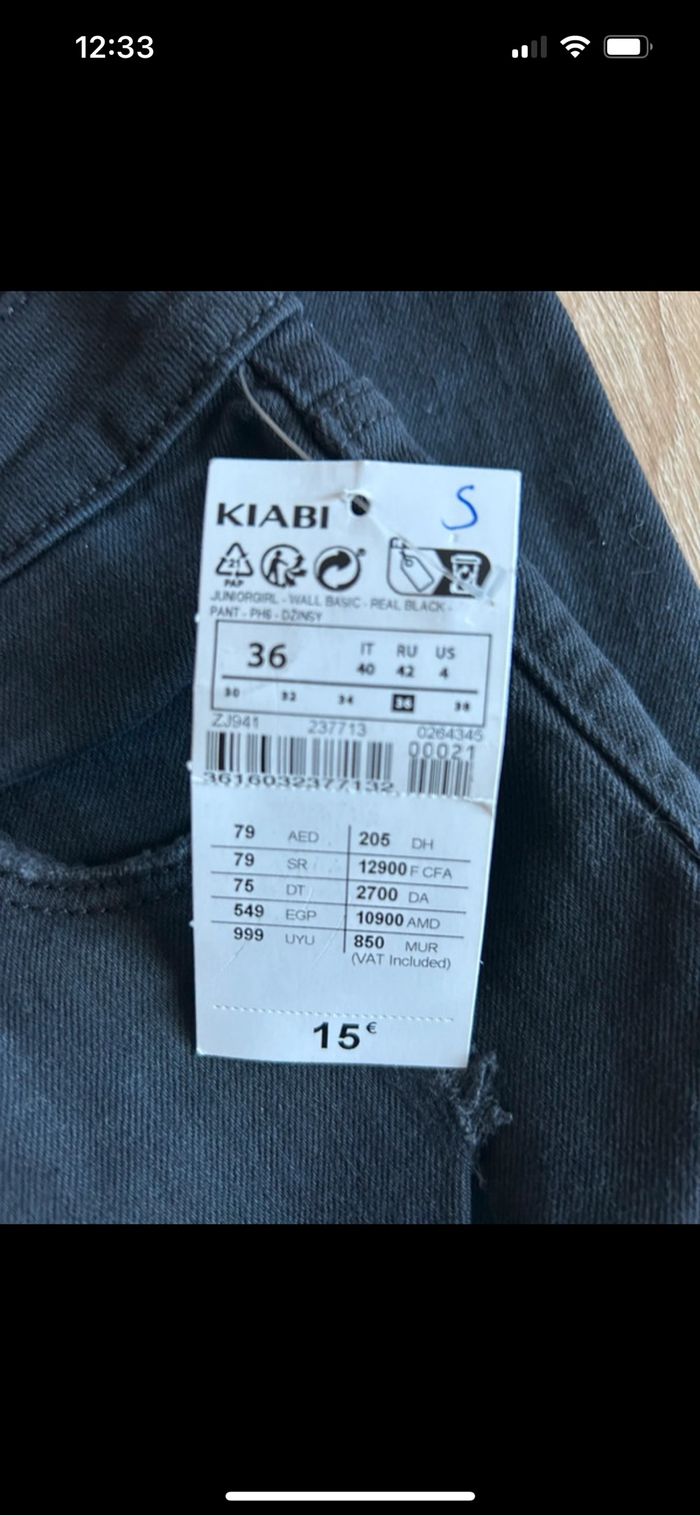 12:33
KIABI
S
21
PAP
JUNIORGIRL - WALL BASIC - REAL BLACK -
PANT - PH6 - DŽINSY
36 IT RU US
40 42 4
30 32 34 36 38
ZJ941 237713 0264345
00021
3616032377132
79 AED 205 DH
79 SR 12900 F CFA
75 DT 2700 DA
549 EGP 10900 AMD
999 UYU 850 MUR
(VAT Included)
15€